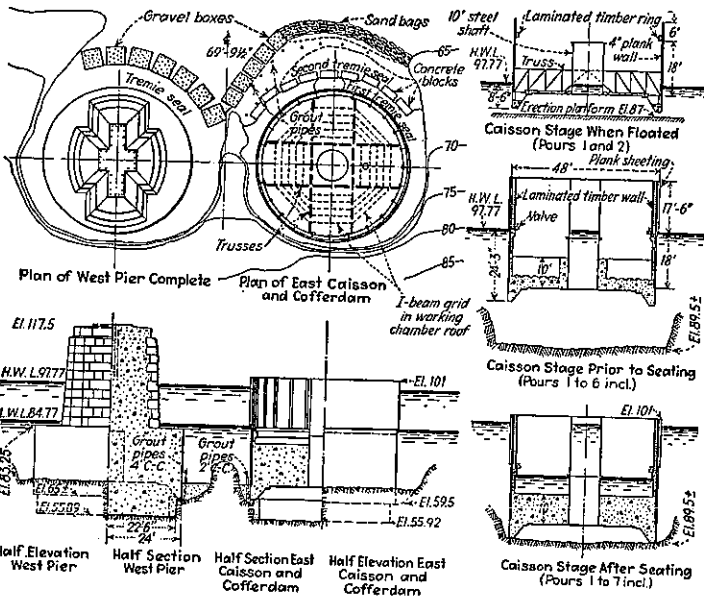 Gravel boxes
Sand bags
69'-9½"
65
Concrete
blocks
Second tremie seal
First tremie seal
Tremie
seal
Grout
pipes
70
75
80
85
Trusses
Plan of West Pier Complete
Plan of East Caisson
and Cofferdam
I-beam grid
in working
chamber roof
10" steel
shaft
Laminated timber ring
6'
4" plank
wall
18'
H.W.L.
97.77
Truss
8'-6"
Erection platform El.87
Caisson Stage When Floated
(Pours 1 and 2)
48'
Plank sheeting
H.W.L.
97.77
Laminated timber wall
17'-6"
Valve
10'
18'
El.89.5±
Caisson Stage Prior to Seating
(Pours 1 to 6 incl.)
El.101
El.89.5±
Caisson Stage After Seating
(Pours 1 to 7 incl.)
El.117.5
H.W.L.97.77
L.W.L.84.77
El.83.25
Grout
pipes
4'C-C.
Grout
pipes
2'C-C.
El.101
El.59.5
El.55.92
El.55.09
22'6"
24'
Half Elevation
West Pier
Half Section
West Pier
Half Section East
Caisson and
Cofferdam
Half Elevation East
Caisson and
Cofferdam